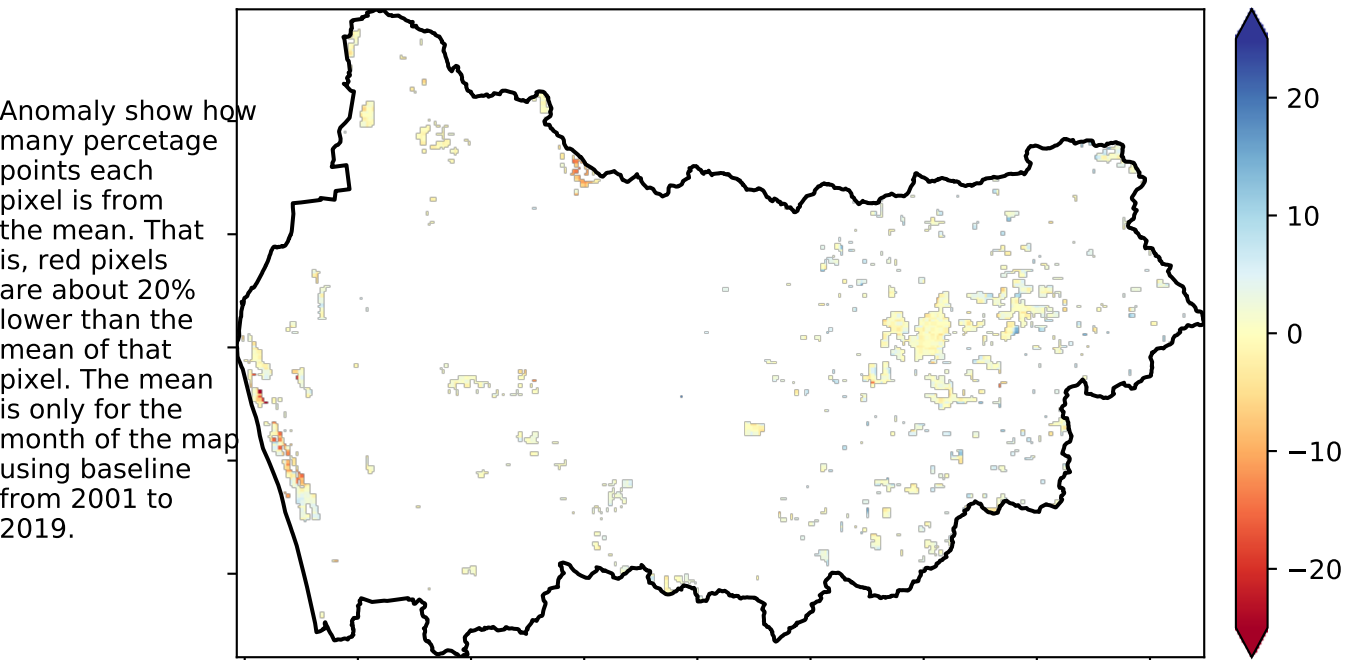 Anomaly show how
many percetage
points each
pixel is from
the mean. That
is, red pixels
are about 20%
lower than the
mean of that
pixel. The mean
is only for the
month of the map
using baseline
from 2001 to
2019.
20
10
0
−10
−20